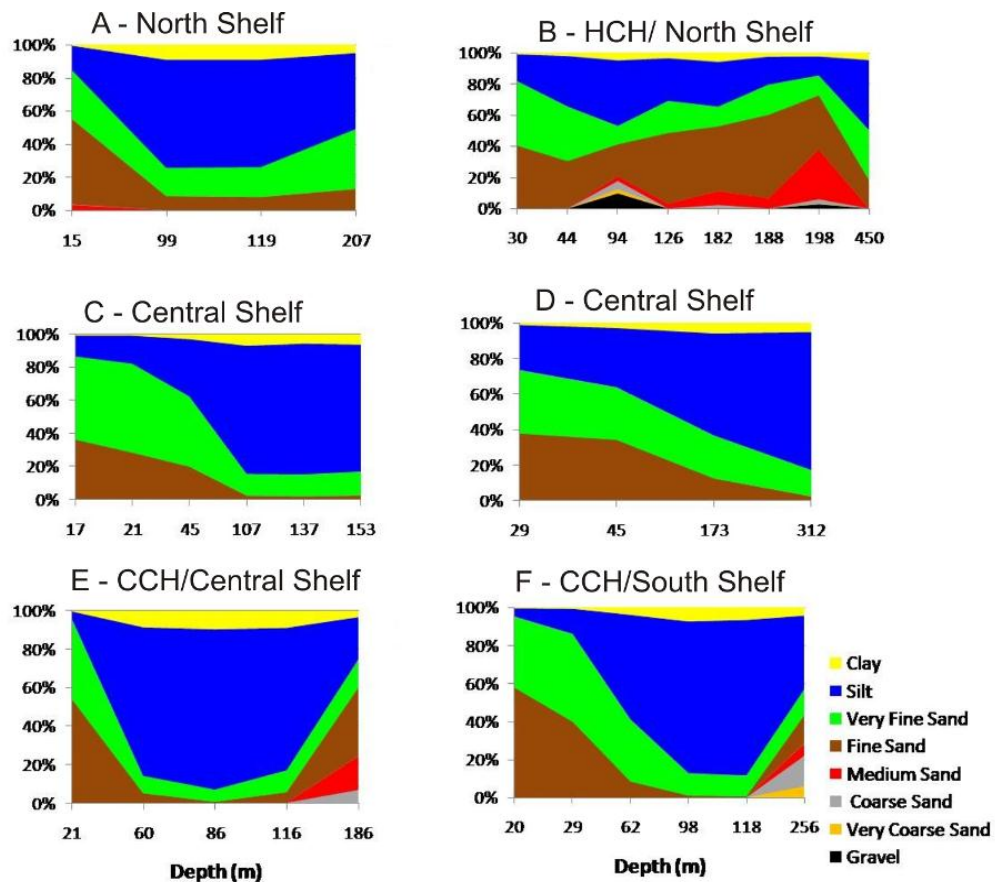 A - North Shelf
100%
80%
60%
40%
20%
0%
15 99 119 207
B - HCH/ North Shelf
100%
80%
60%
40%
20%
0%
30 44 94 126 182 188 198 450
C - Central Shelf
100%
80%
60%
40%
20%
0%
17 21 45 107 137 153
D - Central Shelf
100%
80%
60%
40%
20%
0%
29 45 173 312
E - CCH/Central Shelf
100%
80%
60%
40%
20%
0%
21 60 86 116 186
Depth (m)
F - CCH/South Shelf
100%
80%
60%
40%
20%
0%
20 29 62 98 118 256
Depth (m)
Clay
Silt
Very Fine Sand
Fine Sand
Medium Sand
Coarse Sand
Very Coarse Sand
Gravel